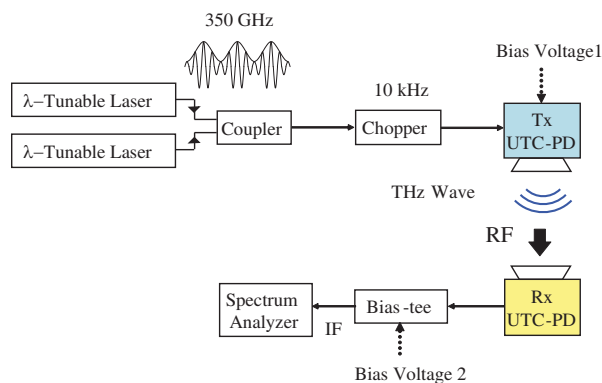 350 GHz
Bias Voltage1
λ–Tunable Laser
10 kHz
Coupler
Chopper
Tx
UTC-PD
λ–Tunable Laser
THz Wave
RF
Spectrum
Analyzer
IF
Bias -tee
Rx
UTC-PD
Bias Voltage 2